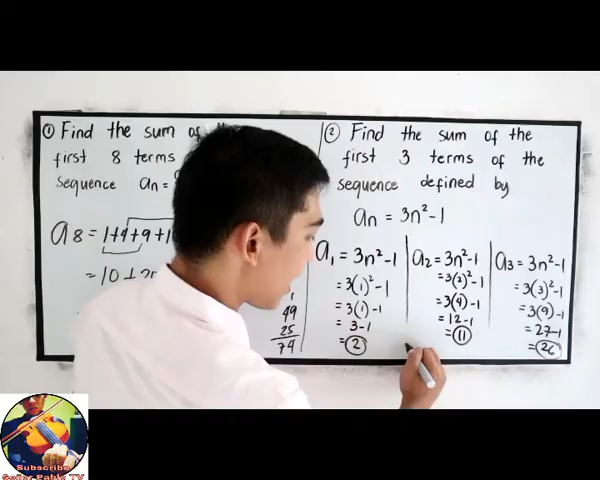 ① Find the sum of
first 8 terms
sequence an =
a8 = 1+4+9+1
= 10 +
49
25
74
② Find the sum of the
first 3 terms of the
sequence defined by
an = 3n²-1
a1 = 3n²-1
= 3(1)²-1
= 3(1)-1
= 3-1
= 2
a2 = 3n²-1
= 3(2)²-1
= 3(4)-1
= 12-1
= 11
a3 = 3n²-1
= 3(3)²-1
= 3(9)-1
= 27-1
= 26
Subscribe
Guitar Pablo TV